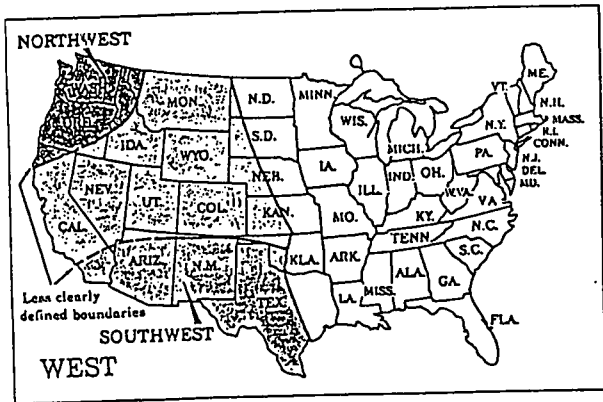 NORTHWEST
WASH.
MON.
N.D.
MINN.
VT.
ME.
N.H.
MASS.
R.I.
CONN.
IDA.
S.D.
WIS.
MICH.
N.Y.
WYO.
NEB.
IA.
PA.
N.J.
DEL.
MD.
NEV.
UT.
COL.
KAN.
ILL.
IND.
OH.
W.VA.
VA.
CAL.
MO.
KY.
N.C.
TENN.
ARIZ.
N.M.
OKLA.
ARK.
S.C.
MISS.
ALA.
GA.
TEX.
LA.
FLA.
Less clearly
defined boundaries
SOUTHWEST
WEST